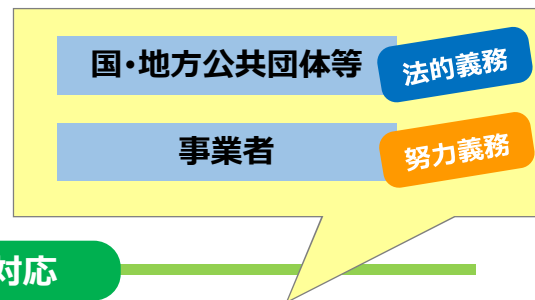 国・地方公共団体等
法的義務
事業者
努力義務
対応